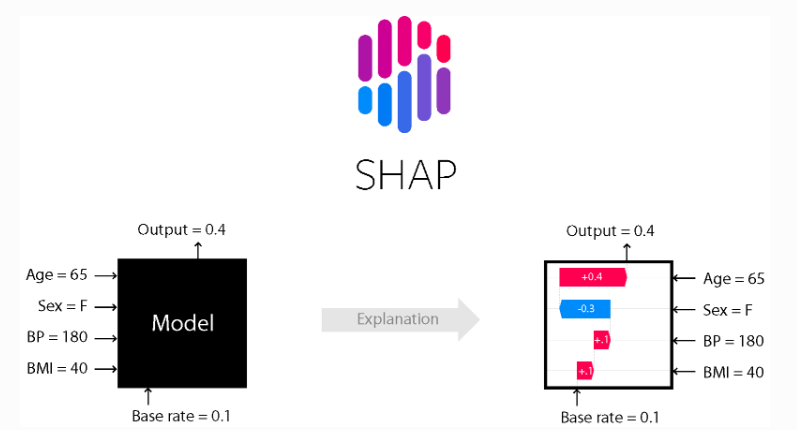 SHAP
Output = 0.4
Age = 65
Sex = F
BP = 180
BMI = 40
Model
Base rate = 0.1
Explanation
Output = 0.4
+0.4
Age = 65
-0.3
Sex = F
+.1
BP = 180
+.1
BMI = 40
Base rate = 0.1